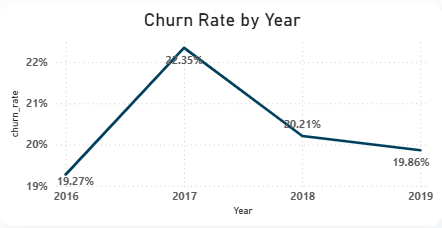 Churn Rate by Year
22%
21%
20%
19%
churn_rate
19.27%
22.35%
20.21%
19.86%
2016 2017 2018 2019
Year